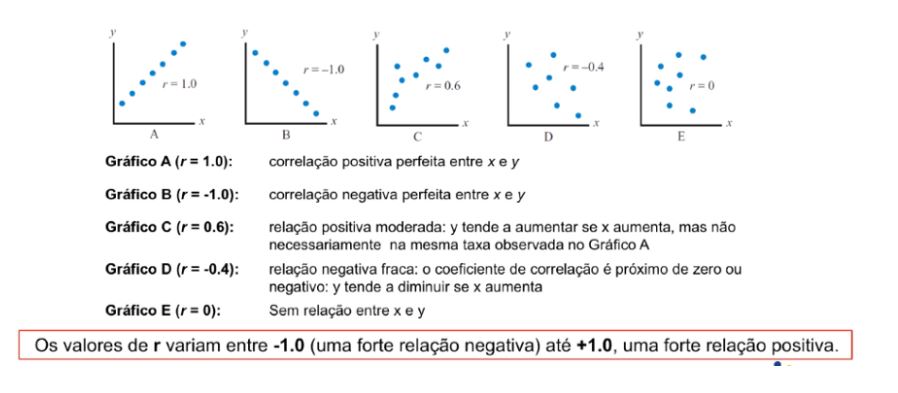 y y y y y
r = 1.0 r = –1.0 r = 0.6 r = –0.4 r = 0
x x x x x
A B C D E
Gráfico A (r = 1.0): correlação positiva perfeita entre x e y
Gráfico B (r = -1.0): correlação negativa perfeita entre x e y
Gráfico C (r = 0.6): relação positiva moderada: y tende a aumentar se x aumenta, mas não
necessariamente na mesma taxa observada no Gráfico A
Gráfico D (r = -0.4): relação negativa fraca: o coeficiente de correlação é próximo de zero ou
negativo: y tende a diminuir se x aumenta
Gráfico E (r = 0): Sem relação entre x e y
Os valores de r variam entre -1.0 (uma forte relação negativa) até +1.0, uma forte relação positiva.